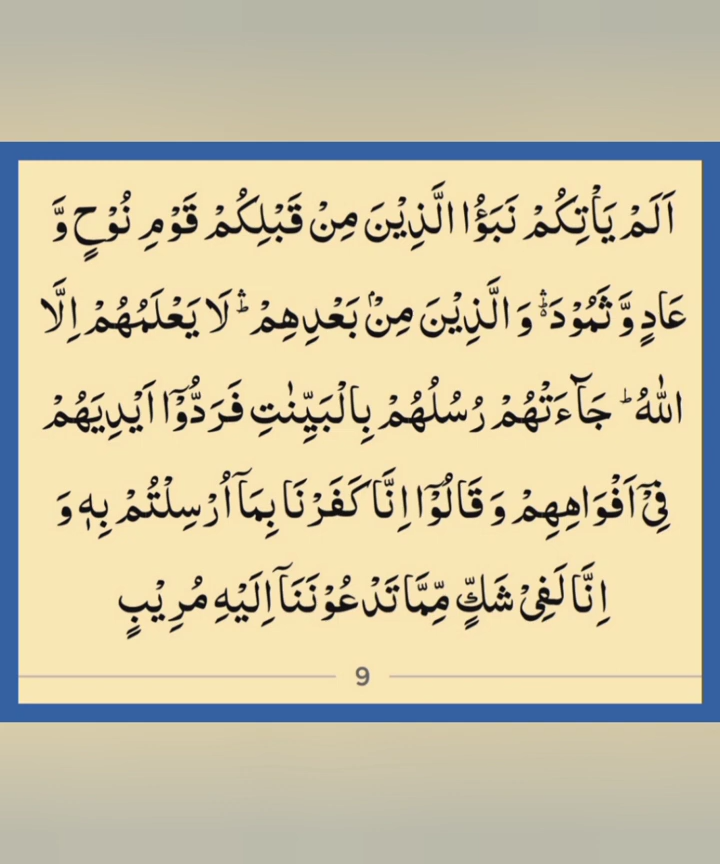 اَلَمْ يَاْتِكُمْ نَبَؤُا الَّذِيْنَ مِنْ قَبْلِكُمْ قَوْمِ نُوْحٍ وَّ
عَادٍ وَّ ثَمُوْدَ ۛؕ وَ الَّذِيْنَ مِنْۢ بَعْدِهِمْ ۛؕ لَا يَعْلَمُهُمْ اِلَّا
اللّٰهُ ؕ جَآءَتْهُمْ رُسُلُهُمْ بِالْبَيِّنٰتِ فَرَدُّوْۤا اَيْدِيَهُمْ
فِيْۤ اَفْوَاهِهِمْ وَ قَالُوْۤا اِنَّا كَفَرْنَا بِمَاۤ اُرْسِلْتُمْ بِهٖ وَ
اِنَّا لَفِيْ شَكٍّ مِّمَّا تَدْعُوْنَنَاۤ اِلَيْهِ مُرِيْبٍ
9